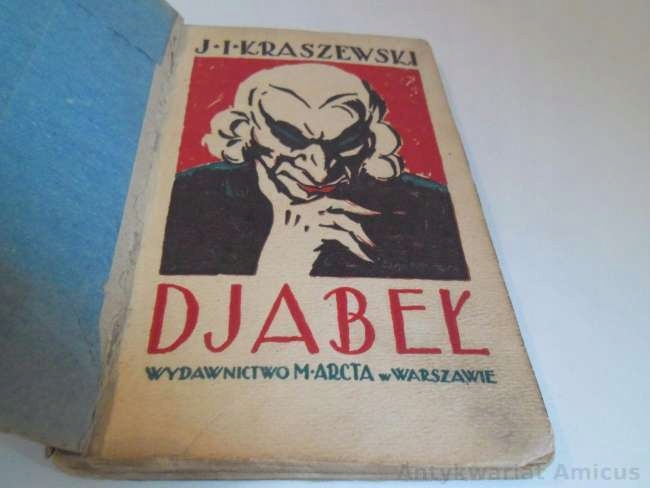 J·I·KRASZEWSKI
DJABEŁ
WYDAWNICTWO M·ARCTA w WARSZAWIE
Antykwariat Amicus